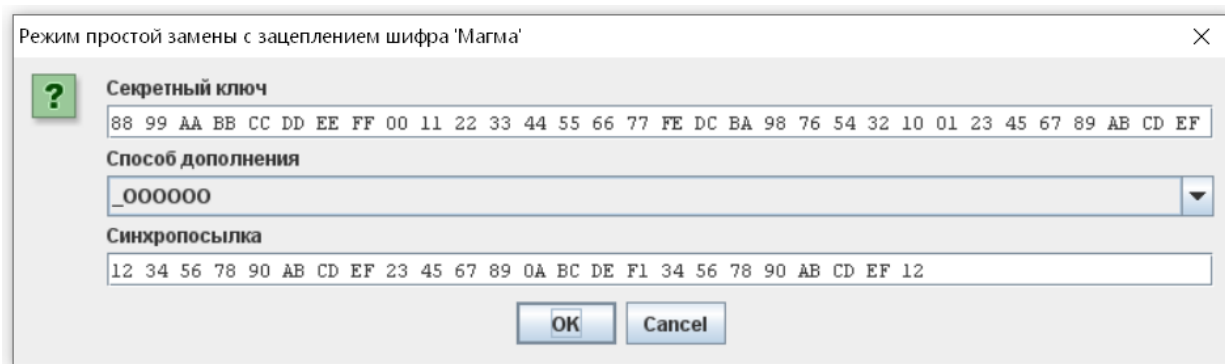 Режим простой замены с зацеплением шифра 'Магма'
?
Секретный ключ
88 99 AA BB CC DD EE FF 00 11 22 33 44 55 66 77 FE DC BA 98 76 54 32 10 01 23 45 67 89 AB CD EF
Способ дополнения
_OOOOOO
Синхропосылка
12 34 56 78 90 AB CD EF 23 45 67 89 0A BC DE F1 34 56 78 90 AB CD EF 12
OK Cancel